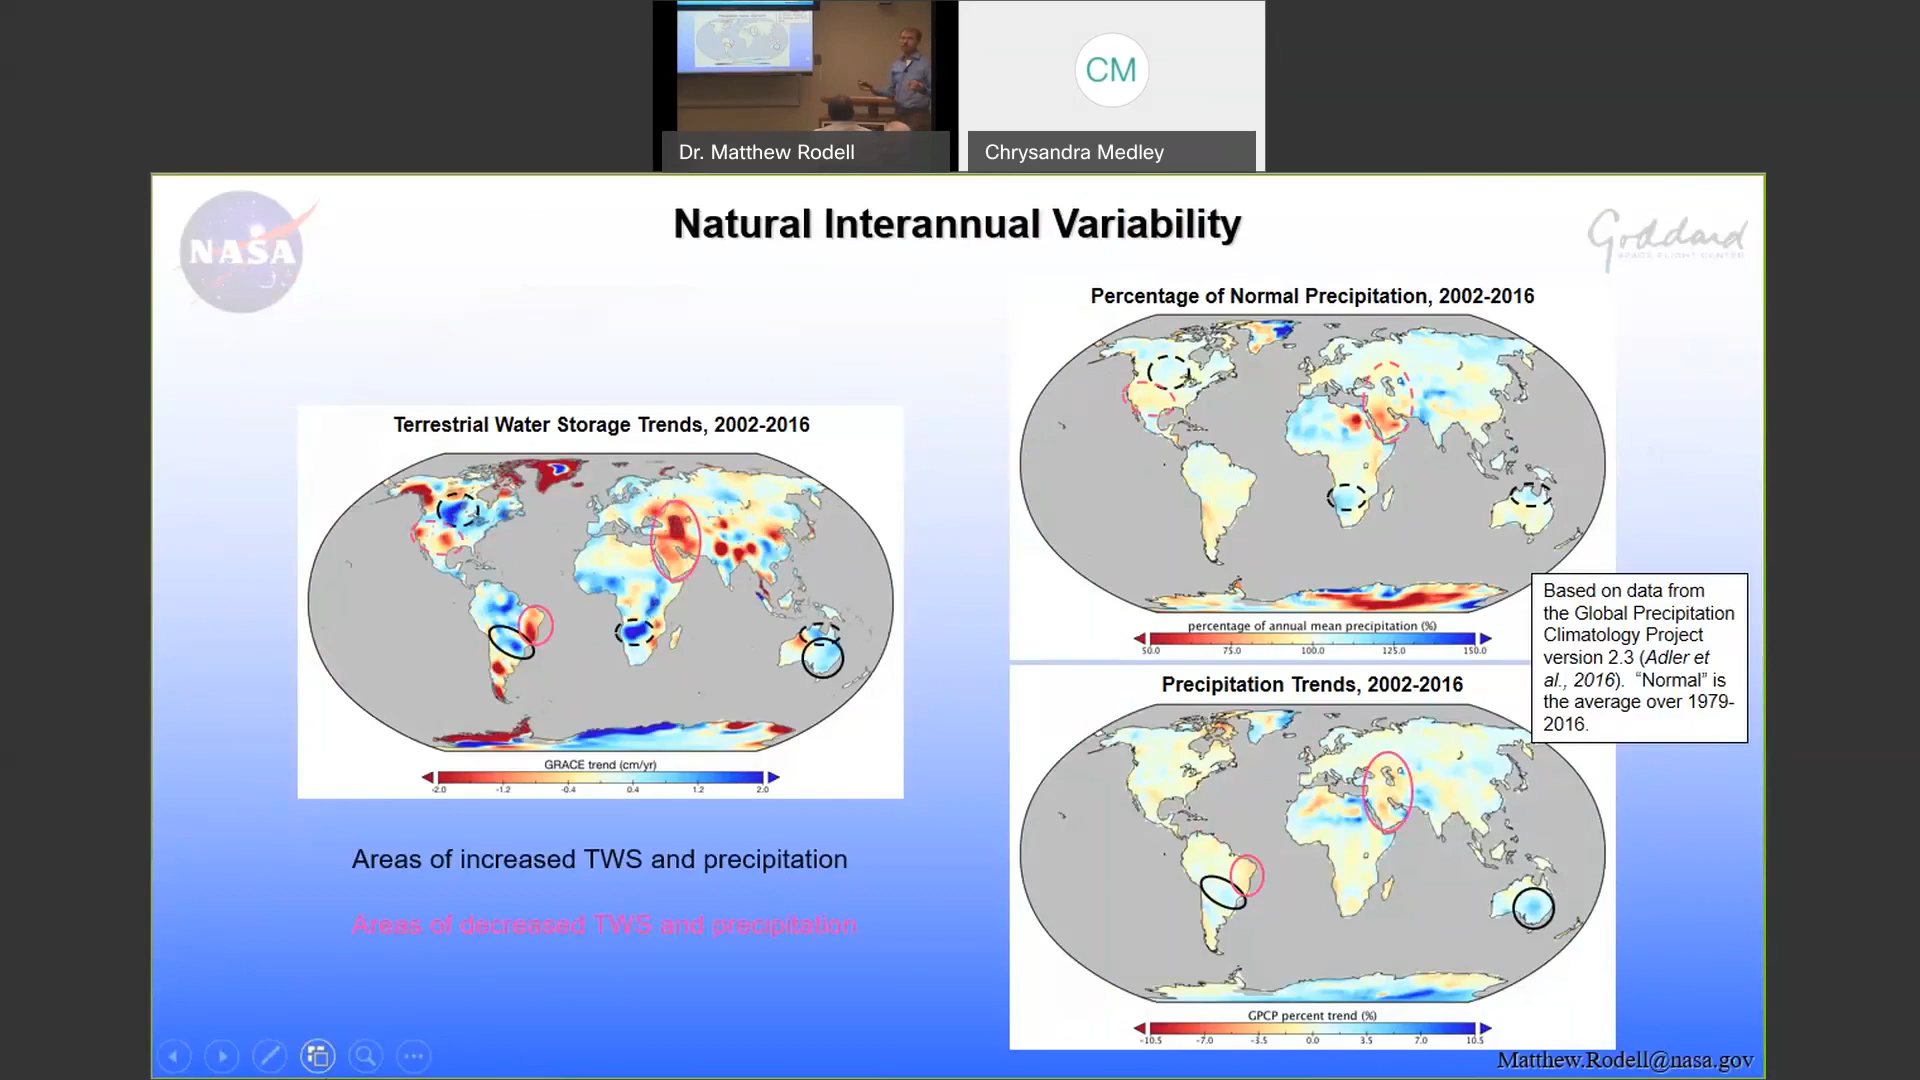 Dr. Matthew Rodell
CM
Chrysandra Medley
NASA
Goddard
SPACE FLIGHT CENTER
Natural Interannual Variability
Percentage of Normal Precipitation, 2002-2016
percentage of annual mean precipitation (%)
50.0 75.0 100.0 125.0 150.0
Terrestrial Water Storage Trends, 2002-2016
GRACE trend (cm/yr)
-2.0 -1.2 -0.4 0.4 1.2 2.0
Areas of increased TWS and precipitation
Areas of decreased TWS and precipitation
Based on data from
the Global Precipitation
Climatology Project
version 2.3 (Adler et
al., 2016). “Normal” is
the average over 1979-
2016.
Precipitation Trends, 2002-2016
GPCP percent trend (%)
-10.5 -7.0 -3.5 0.0 3.5 7.0 10.5
Matthew.Rodell@nasa.gov